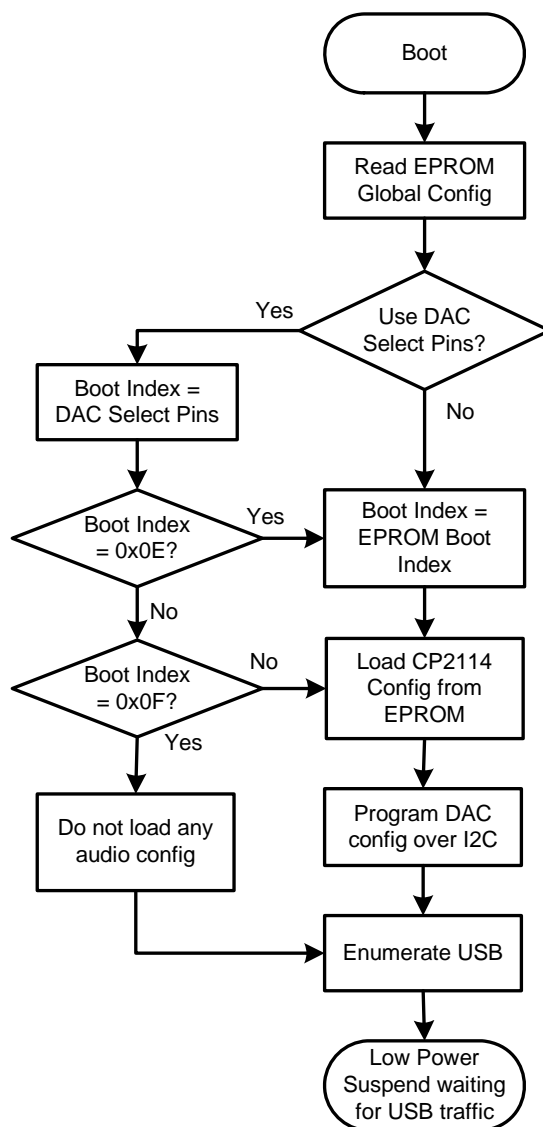 Boot
Read EPROM
Global Config
Yes
Use DAC
Select Pins?
Boot Index =
DAC Select Pins
No
Boot Index
= 0x0E?
Yes
Boot Index =
EPROM Boot
Index
No
Boot Index
= 0x0F?
No
Load CP2114
Config from
EPROM
Yes
Do not load any
audio config
Program DAC
config over I2C
Enumerate USB
Low Power
Suspend waiting
for USB traffic